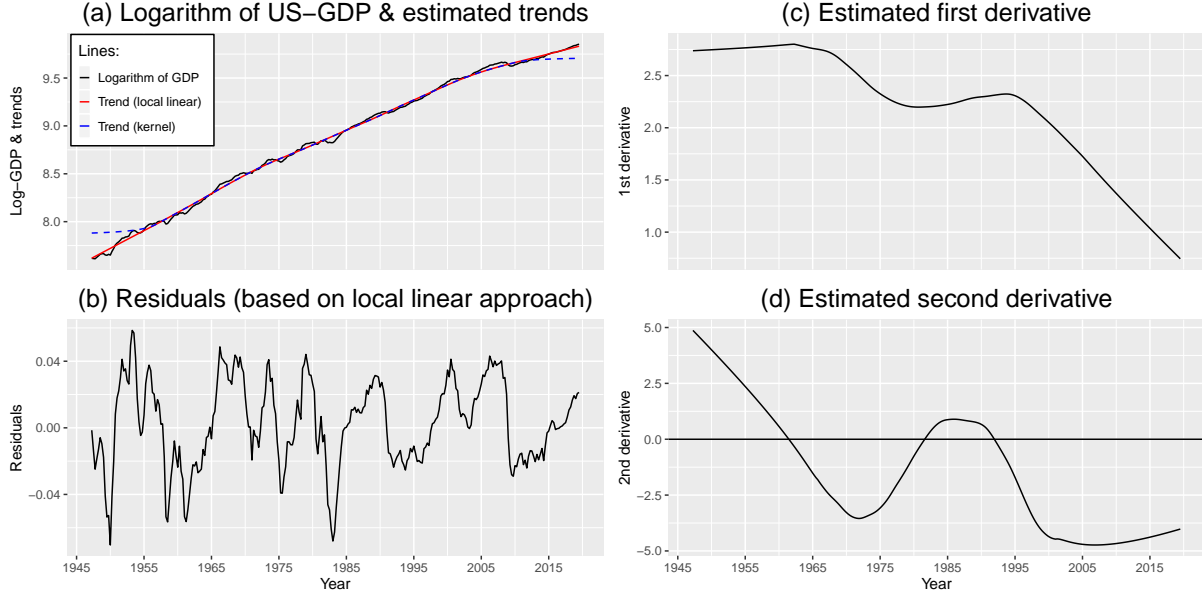 (a) Logarithm of US−GDP & estimated trends
Log−GDP & trends
9.5
9.0
8.5
8.0
Lines:
Logarithm of GDP
Trend (local linear)
Trend (kernel)
(c) Estimated first derivative
1st derivative
2.5
2.0
1.5
1.0
(b) Residuals (based on local linear approach)
Residuals
0.04
0.00
−0.04
1945 1955 1965 1975 1985 1995 2005 2015
Year
(d) Estimated second derivative
2nd derivative
5.0
2.5
0.0
−2.5
−5.0
1945 1955 1965 1975 1985 1995 2005 2015
Year